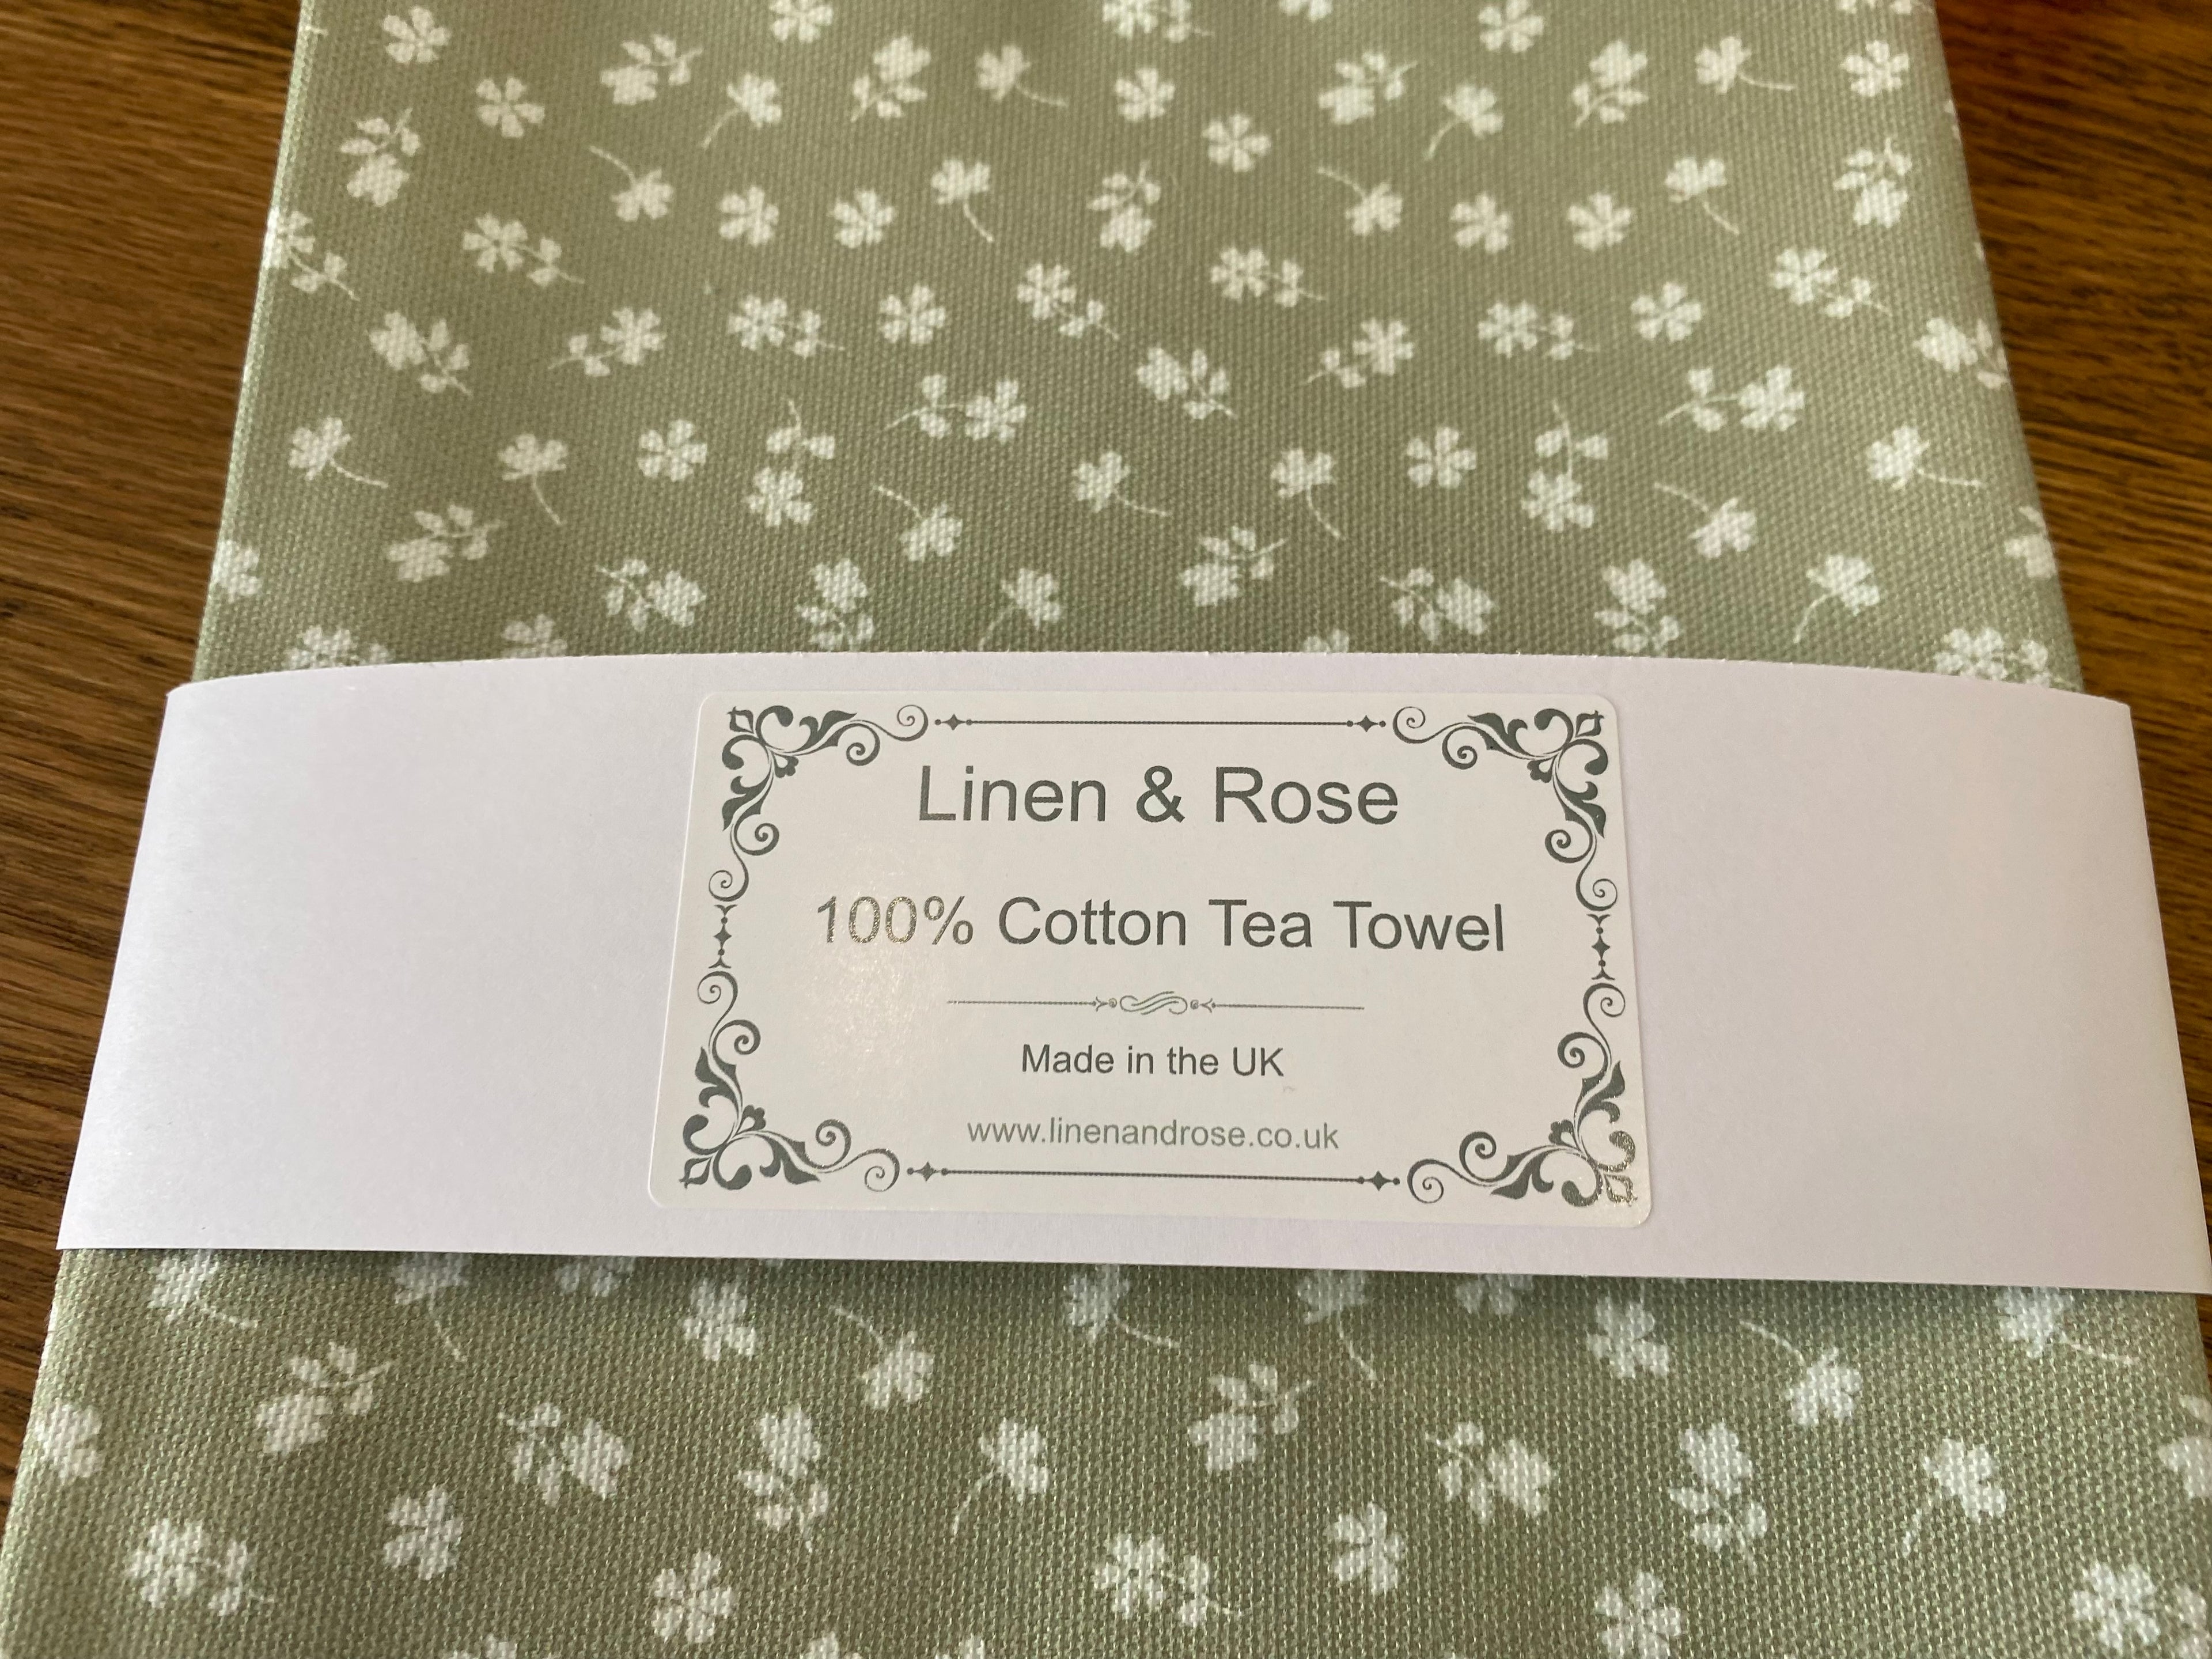 Linen & Rose
100% Cotton Tea Towel
Made in the UK
www.linenandrose.co.uk